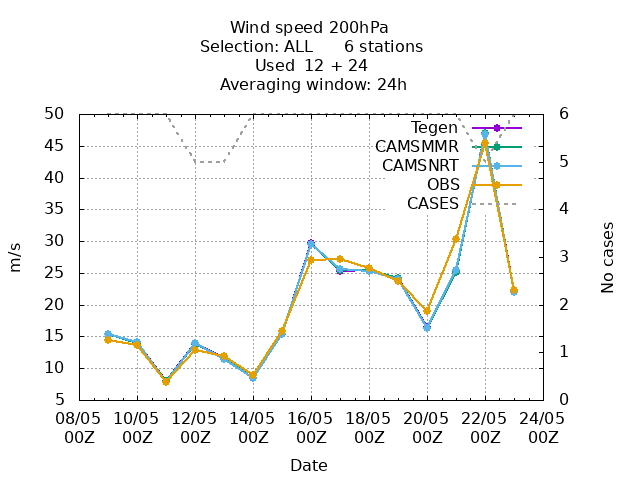 Wind speed 200hPa
Selection: ALL 6 stations
Used 12 + 24
Averaging window: 24h
50
45
40
35
30
25
20
15
10
5
6
5
4
3
2
1
0
m/s
No cases
Tegen
CAMSMMR
CAMSNRT
OBS
CASES
08/05 10/05 12/05 14/05 16/05 18/05 20/05 22/05 24/05
00Z 00Z 00Z 00Z 00Z 00Z 00Z 00Z 00Z
Date